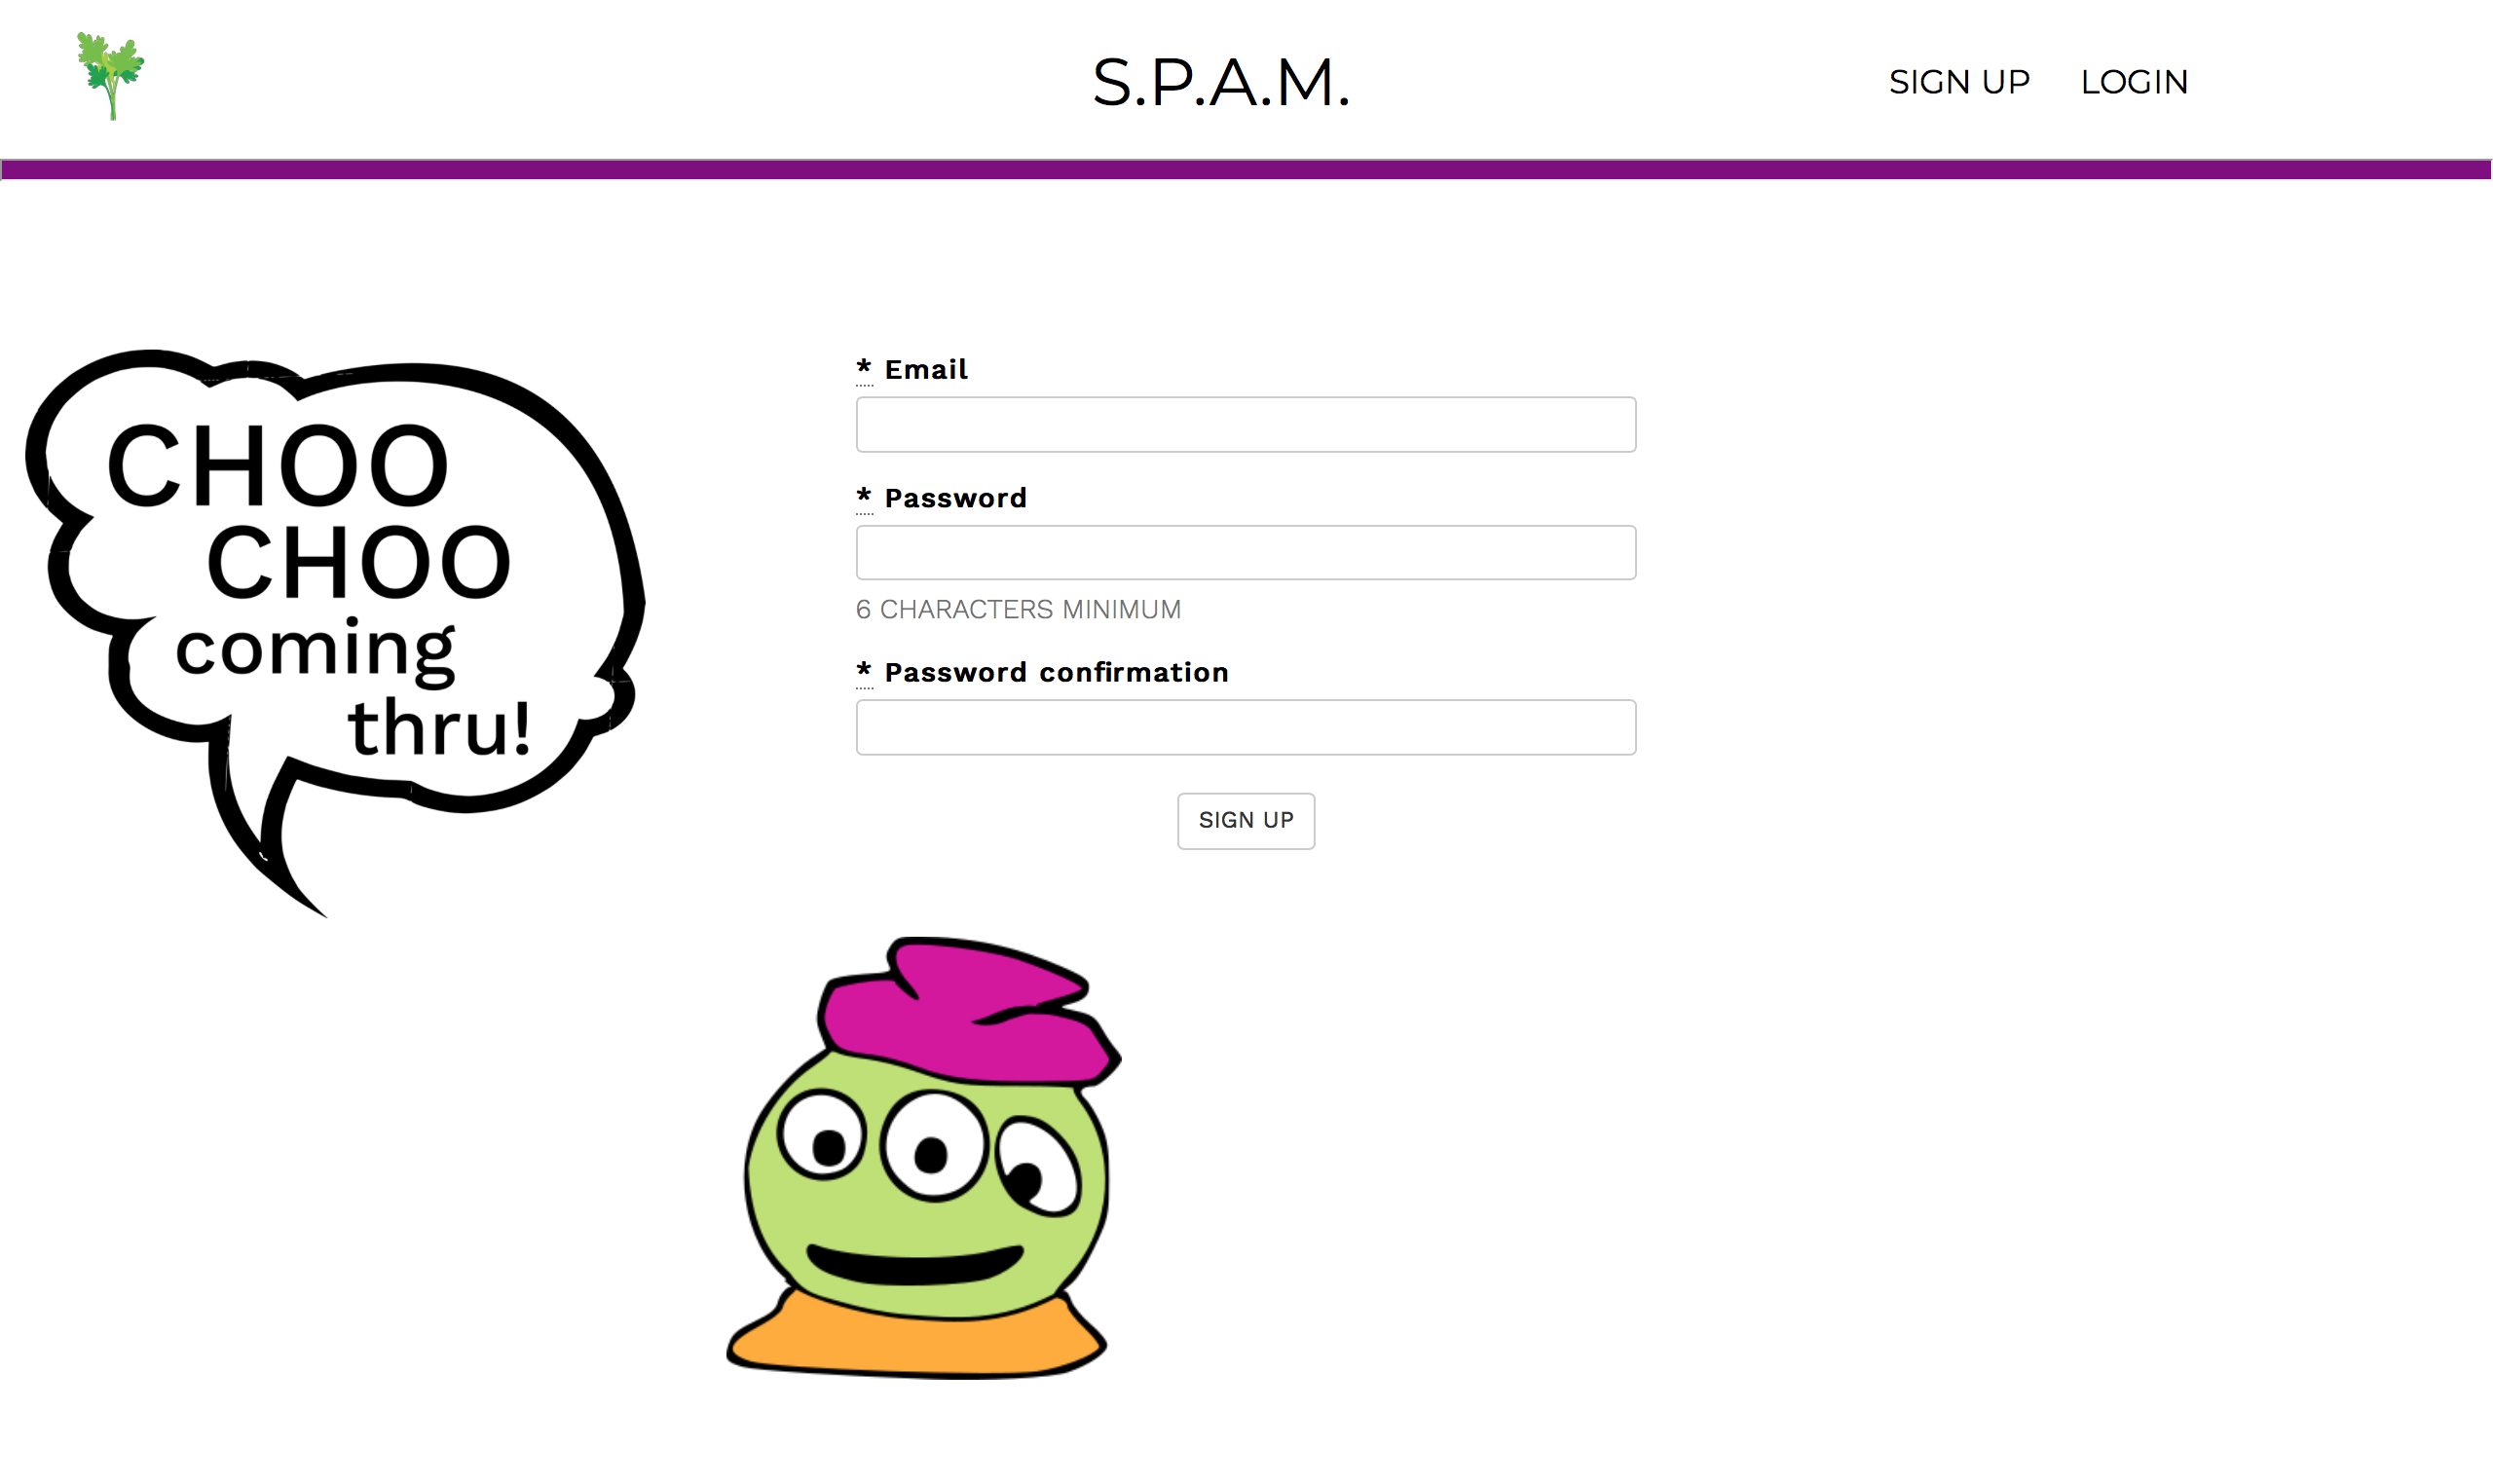 S.P.A.M.
SIGN UP
LOGIN
CHOO
CHOO
coming
thru!
* Email
* Password
6 CHARACTERS MINIMUM
* Password confirmation
SIGN UP